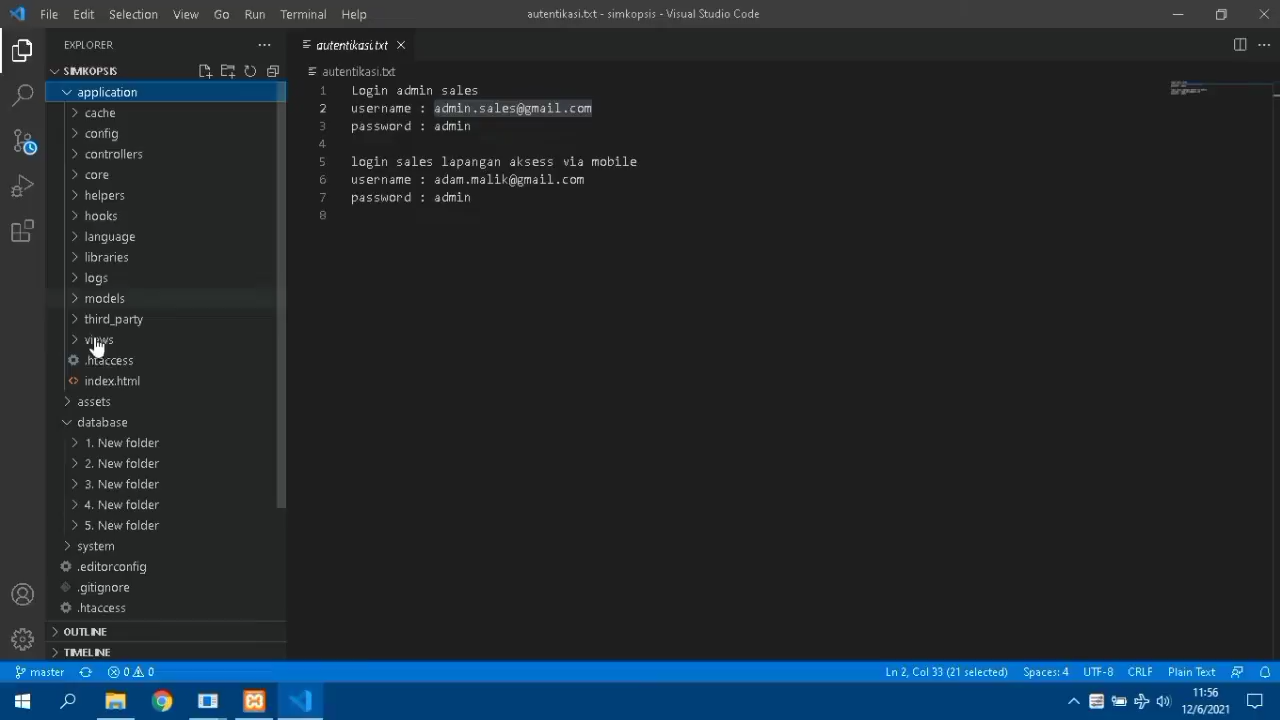 File Edit Selection View Go Run Terminal Help
autentikasi.txt - simkopsis - Visual Studio Code
EXPLORER
SIMKOPSIS
application
cache
config
controllers
core
helpers
hooks
language
libraries
logs
models
third_party
views
.htaccess
index.html
assets
database
1. New folder
2. New folder
3. New folder
4. New folder
5. New folder
system
.editorconfig
.gitignore
.htaccess
OUTLINE
TIMELINE
autentikasi.txt
autentikasi.txt
1 Login admin sales
2 username : admin.sales@gmail.com
3 password : admin
4
5 login sales lapangan aksess via mobile
6 username : adam.malik@gmail.com
7 password : admin
8
master 0 0 Ln 2, Col 33 (21 selected) Spaces: 4 UTF-8 CRLF Plain Text
11:56
12/6/2021